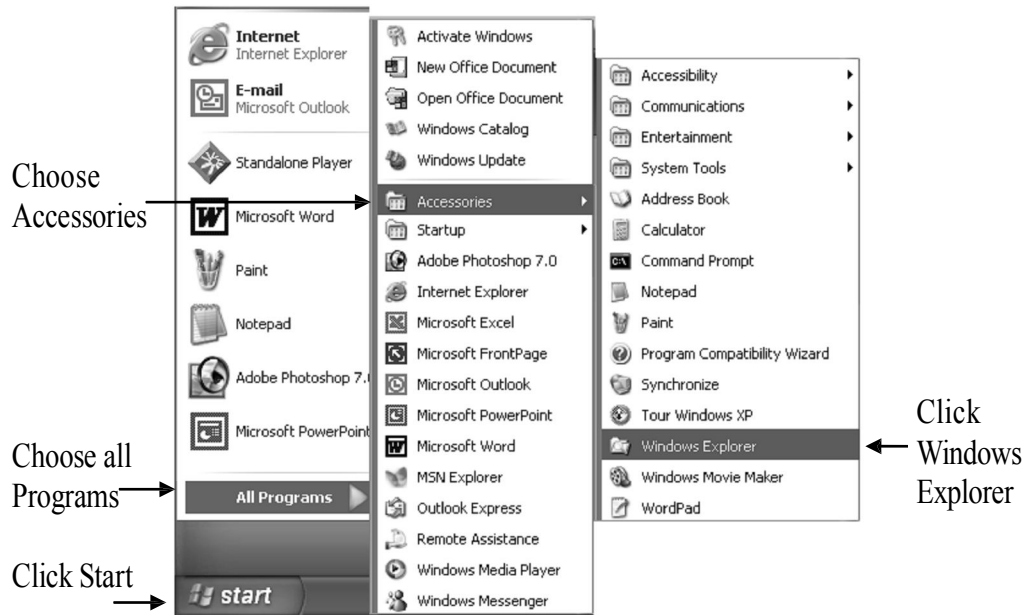 Internet
Internet Explorer
E-mail
Microsoft Outlook
Standalone Player
Microsoft Word
Paint
Notepad
Adobe Photoshop 7.
Microsoft PowerPoint
All Programs
start
Activate Windows
New Office Document
Open Office Document
Windows Catalog
Windows Update
Accessories
Startup
Adobe Photoshop 7.0
Internet Explorer
Microsoft Excel
Microsoft FrontPage
Microsoft Outlook
Microsoft PowerPoint
Microsoft Word
MSN Explorer
Outlook Express
Remote Assistance
Windows Media Player
Windows Messenger
Accessibility
Communications
Entertainment
System Tools
Address Book
Calculator
Command Prompt
Notepad
Paint
Program Compatibility Wizard
Synchronize
Tour Windows XP
Windows Explorer
Windows Movie Maker
WordPad
Choose
Accessories
Choose all
Programs
Click Start
Click
Windows
Explorer